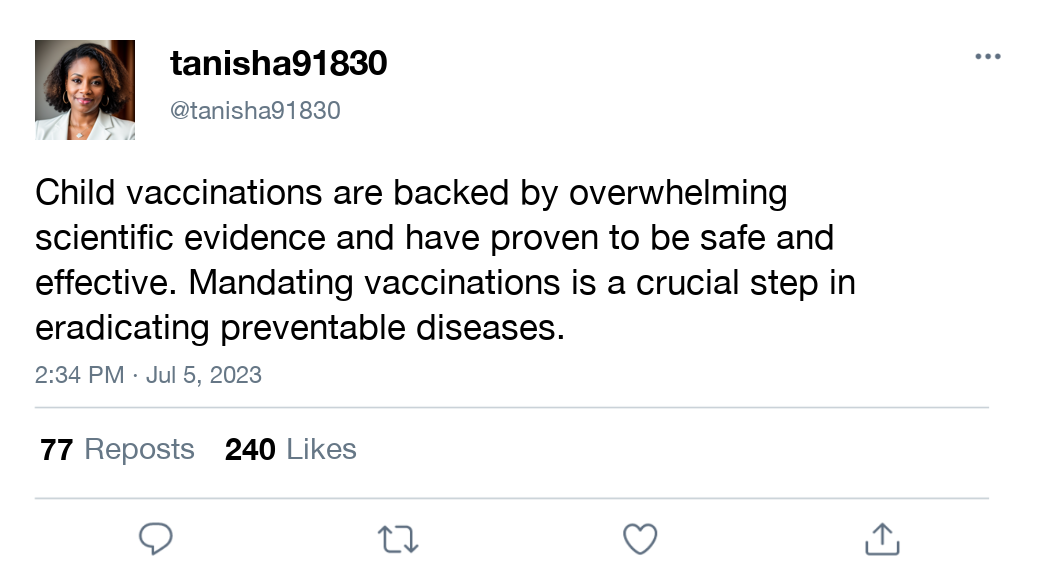 tanisha91830
@tanisha91830
Child vaccinations are backed by overwhelming
scientific evidence and have proven to be safe and
effective. Mandating vaccinations is a crucial step in
eradicating preventable diseases.
2:34 PM · Jul 5, 2023
77 Reposts 240 Likes